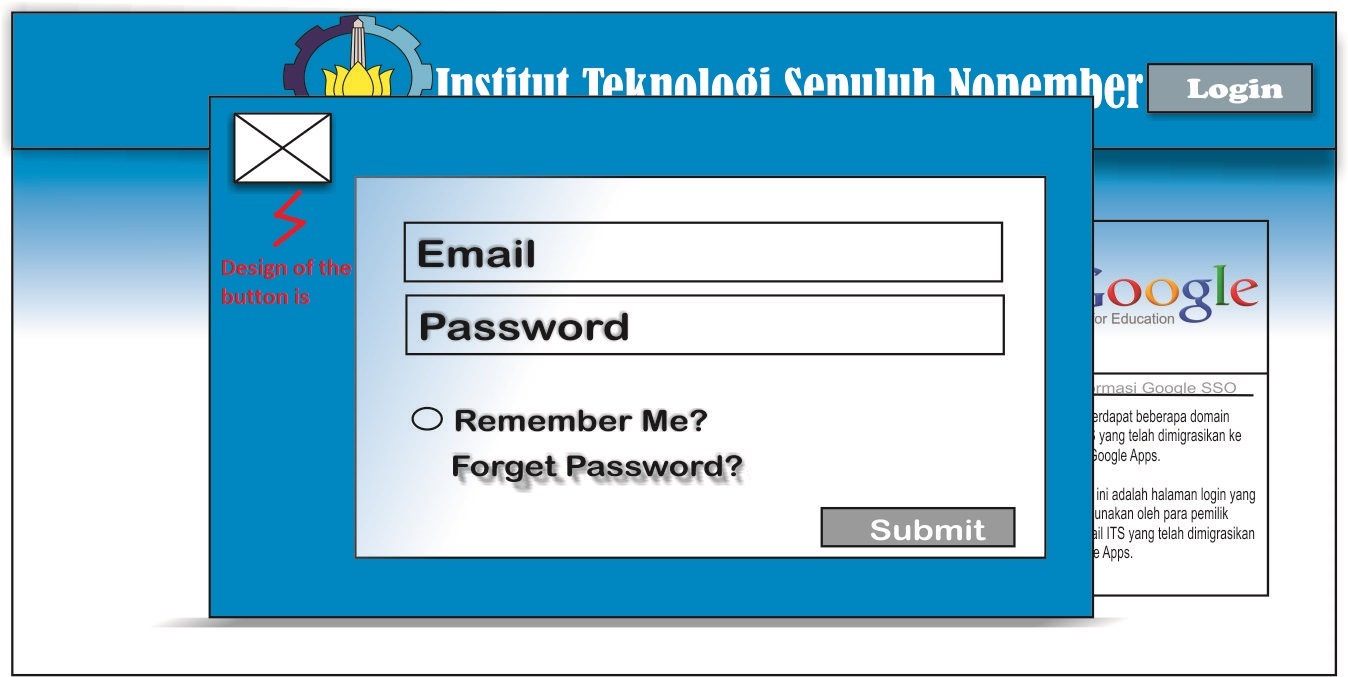 Institut Teknologi Sepuluh Nopember
Login
Design of the
button is
Email
Password
Remember Me?
Forget Password?
Submit
Google
for Education
ormasi Google SSO
erdapat beberapa domain
S yang telah dimigrasikan ke
Google Apps.
ini adalah halaman login yang
unakan oleh para pemilik
ail ITS yang telah dimigrasikan
e Apps.